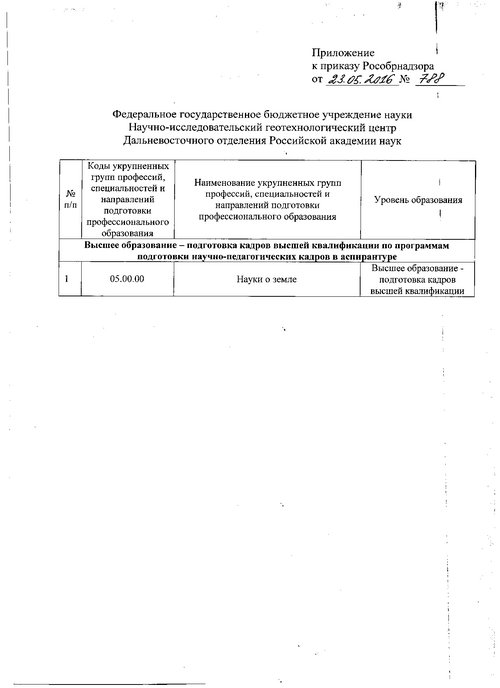 Приложение
к приказу Рособрнадзора
от 23.05.2016 № 788
Федеральное государственное бюджетное учреждение науки
Научно-исследовательский геотехнологический центр
Дальневосточного отделения Российской академии наук
№
п/п
Коды укрупненных
групп профессий,
специальностей и
направлений
подготовки
профессионального
образования
Наименование укрупненных групп
профессий, специальностей и
направлений подготовки
профессионального образования
Уровень образования
Высшее образование – подготовка кадров высшей квалификации по программам
подготовки научно-педагогических кадров в аспирантуре
1
05.00.00
Науки о земле
Высшее образование -
подготовка кадров
высшей квалификации